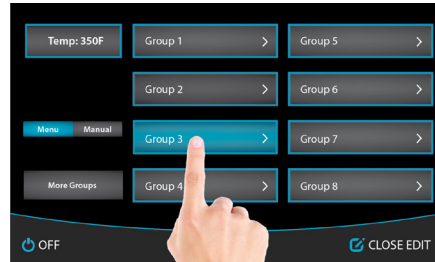 Temp: 350F
Group 1
Group 5
Group 2
Group 6
Menu
Manual
Group 3
Group 7
More Groups
Group 4
Group 8
OFF
CLOSE EDIT